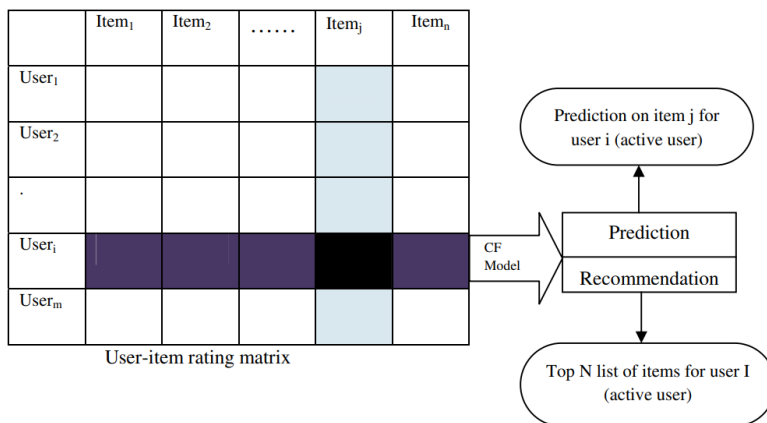 Item₁ Item₂ ...... Itemⱼ Itemₙ
User₁
User₂
.
Userᵢ
Userₘ
User-item rating matrix
CF
Model
Prediction on item j for
user i (active user)
Prediction
Recommendation
Top N list of items for user I
(active user)